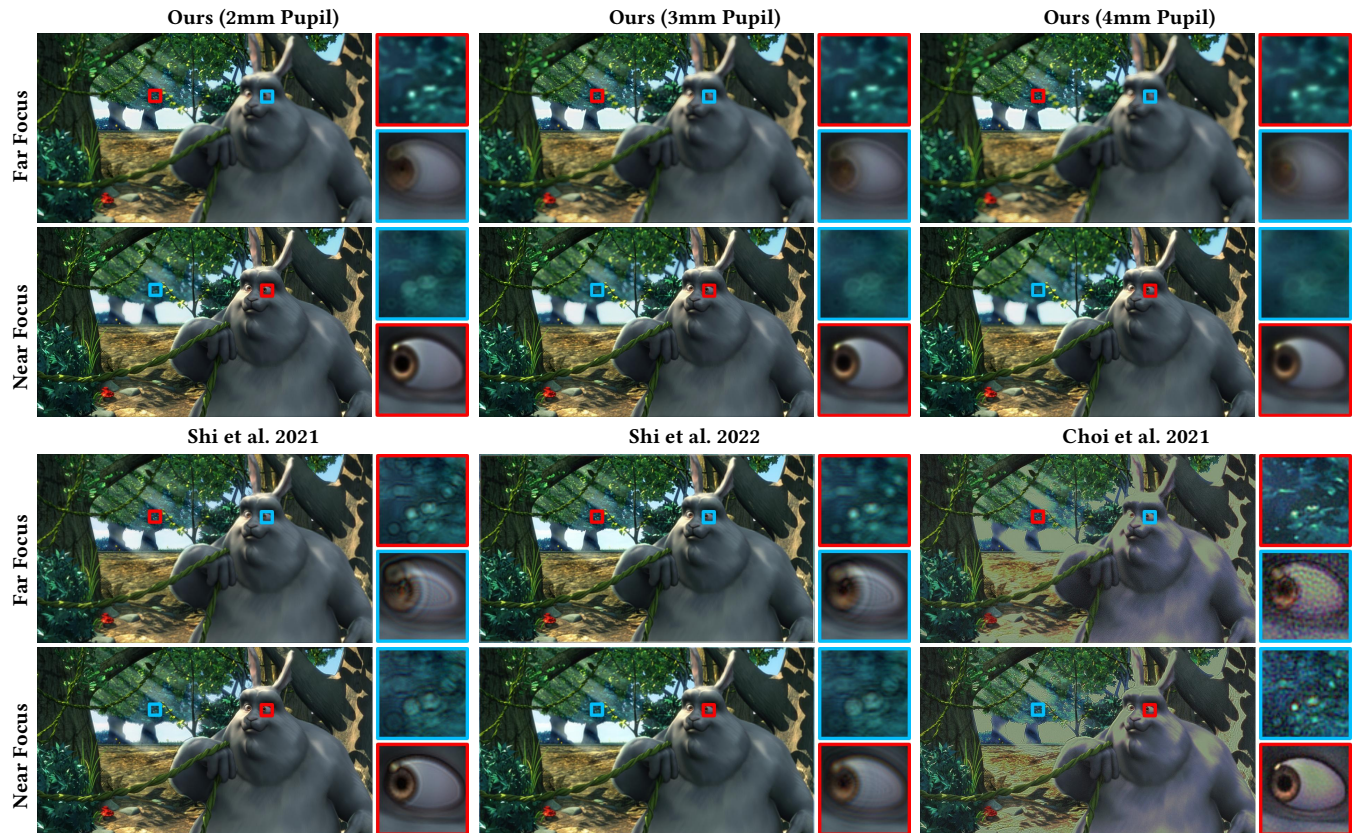 Ours (2mm Pupil)
Ours (3mm Pupil)
Ours (4mm Pupil)
Far Focus
Near Focus
Shi et al. 2021
Shi et al. 2022
Choi et al. 2021
Far Focus
Near Focus